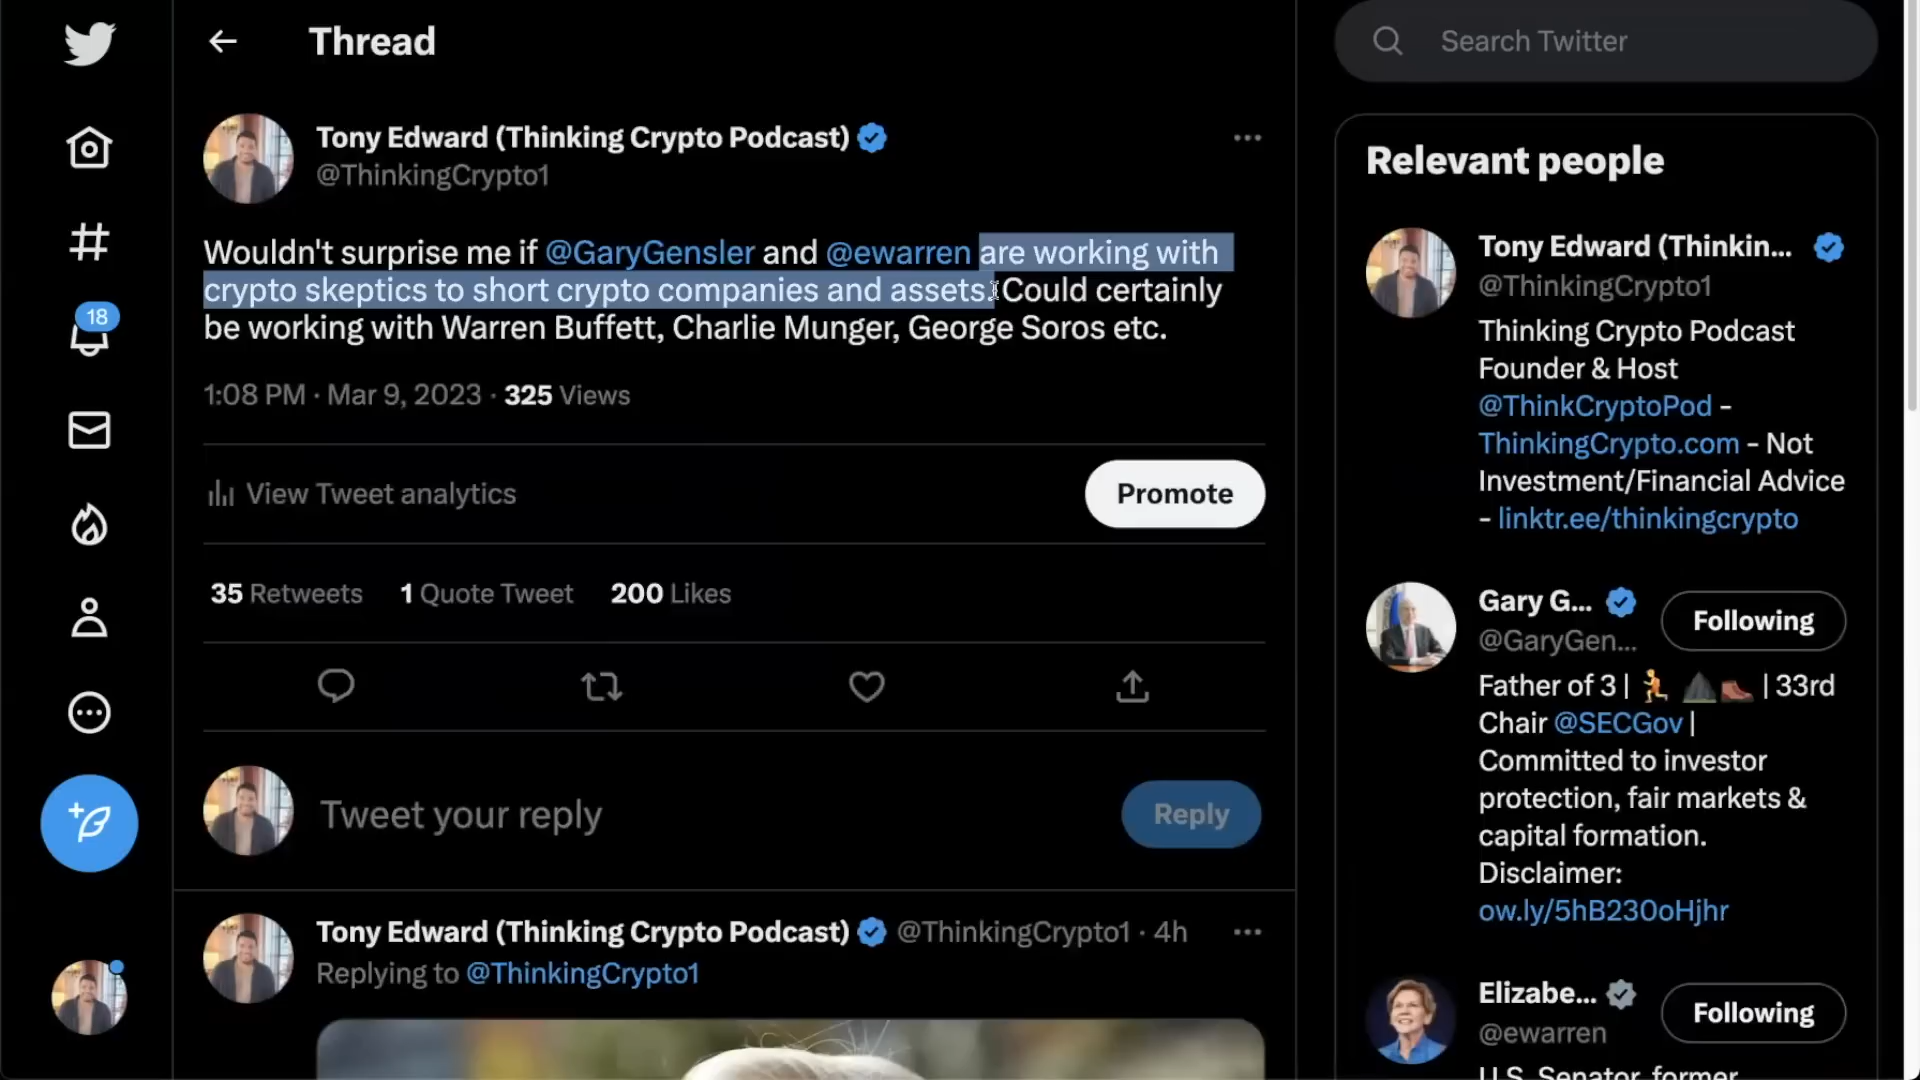 Thread
Search Twitter
Tony Edward (Thinking Crypto Podcast)
@ThinkingCrypto1
Wouldn't surprise me if @GaryGensler and @ewarren are working with
crypto skeptics to short crypto companies and assets. Could certainly
be working with Warren Buffett, Charlie Munger, George Soros etc.
1:08 PM · Mar 9, 2023 · 325 Views
View Tweet analytics
Promote
35 Retweets 1 Quote Tweet 200 Likes
Tweet your reply
Reply
Tony Edward (Thinking Crypto Podcast) @ThinkingCrypto1 · 4h
Replying to @ThinkingCrypto1
18
Relevant people
Tony Edward (Thinkin...
@ThinkingCrypto1
Thinking Crypto Podcast
Founder & Host
@ThinkCryptoPod -
ThinkingCrypto.com - Not
Investment/Financial Advice
- linktr.ee/thinkingcrypto
Gary G...
Following
@GaryGen...
Father of 3 | 🏃 ⛰️🥾 | 33rd
Chair @SECGov |
Committed to investor
protection, fair markets &
capital formation.
Disclaimer:
ow.ly/5hB230oHjhr
Elizabe...
Following
@ewarren
U.S. Senator, former